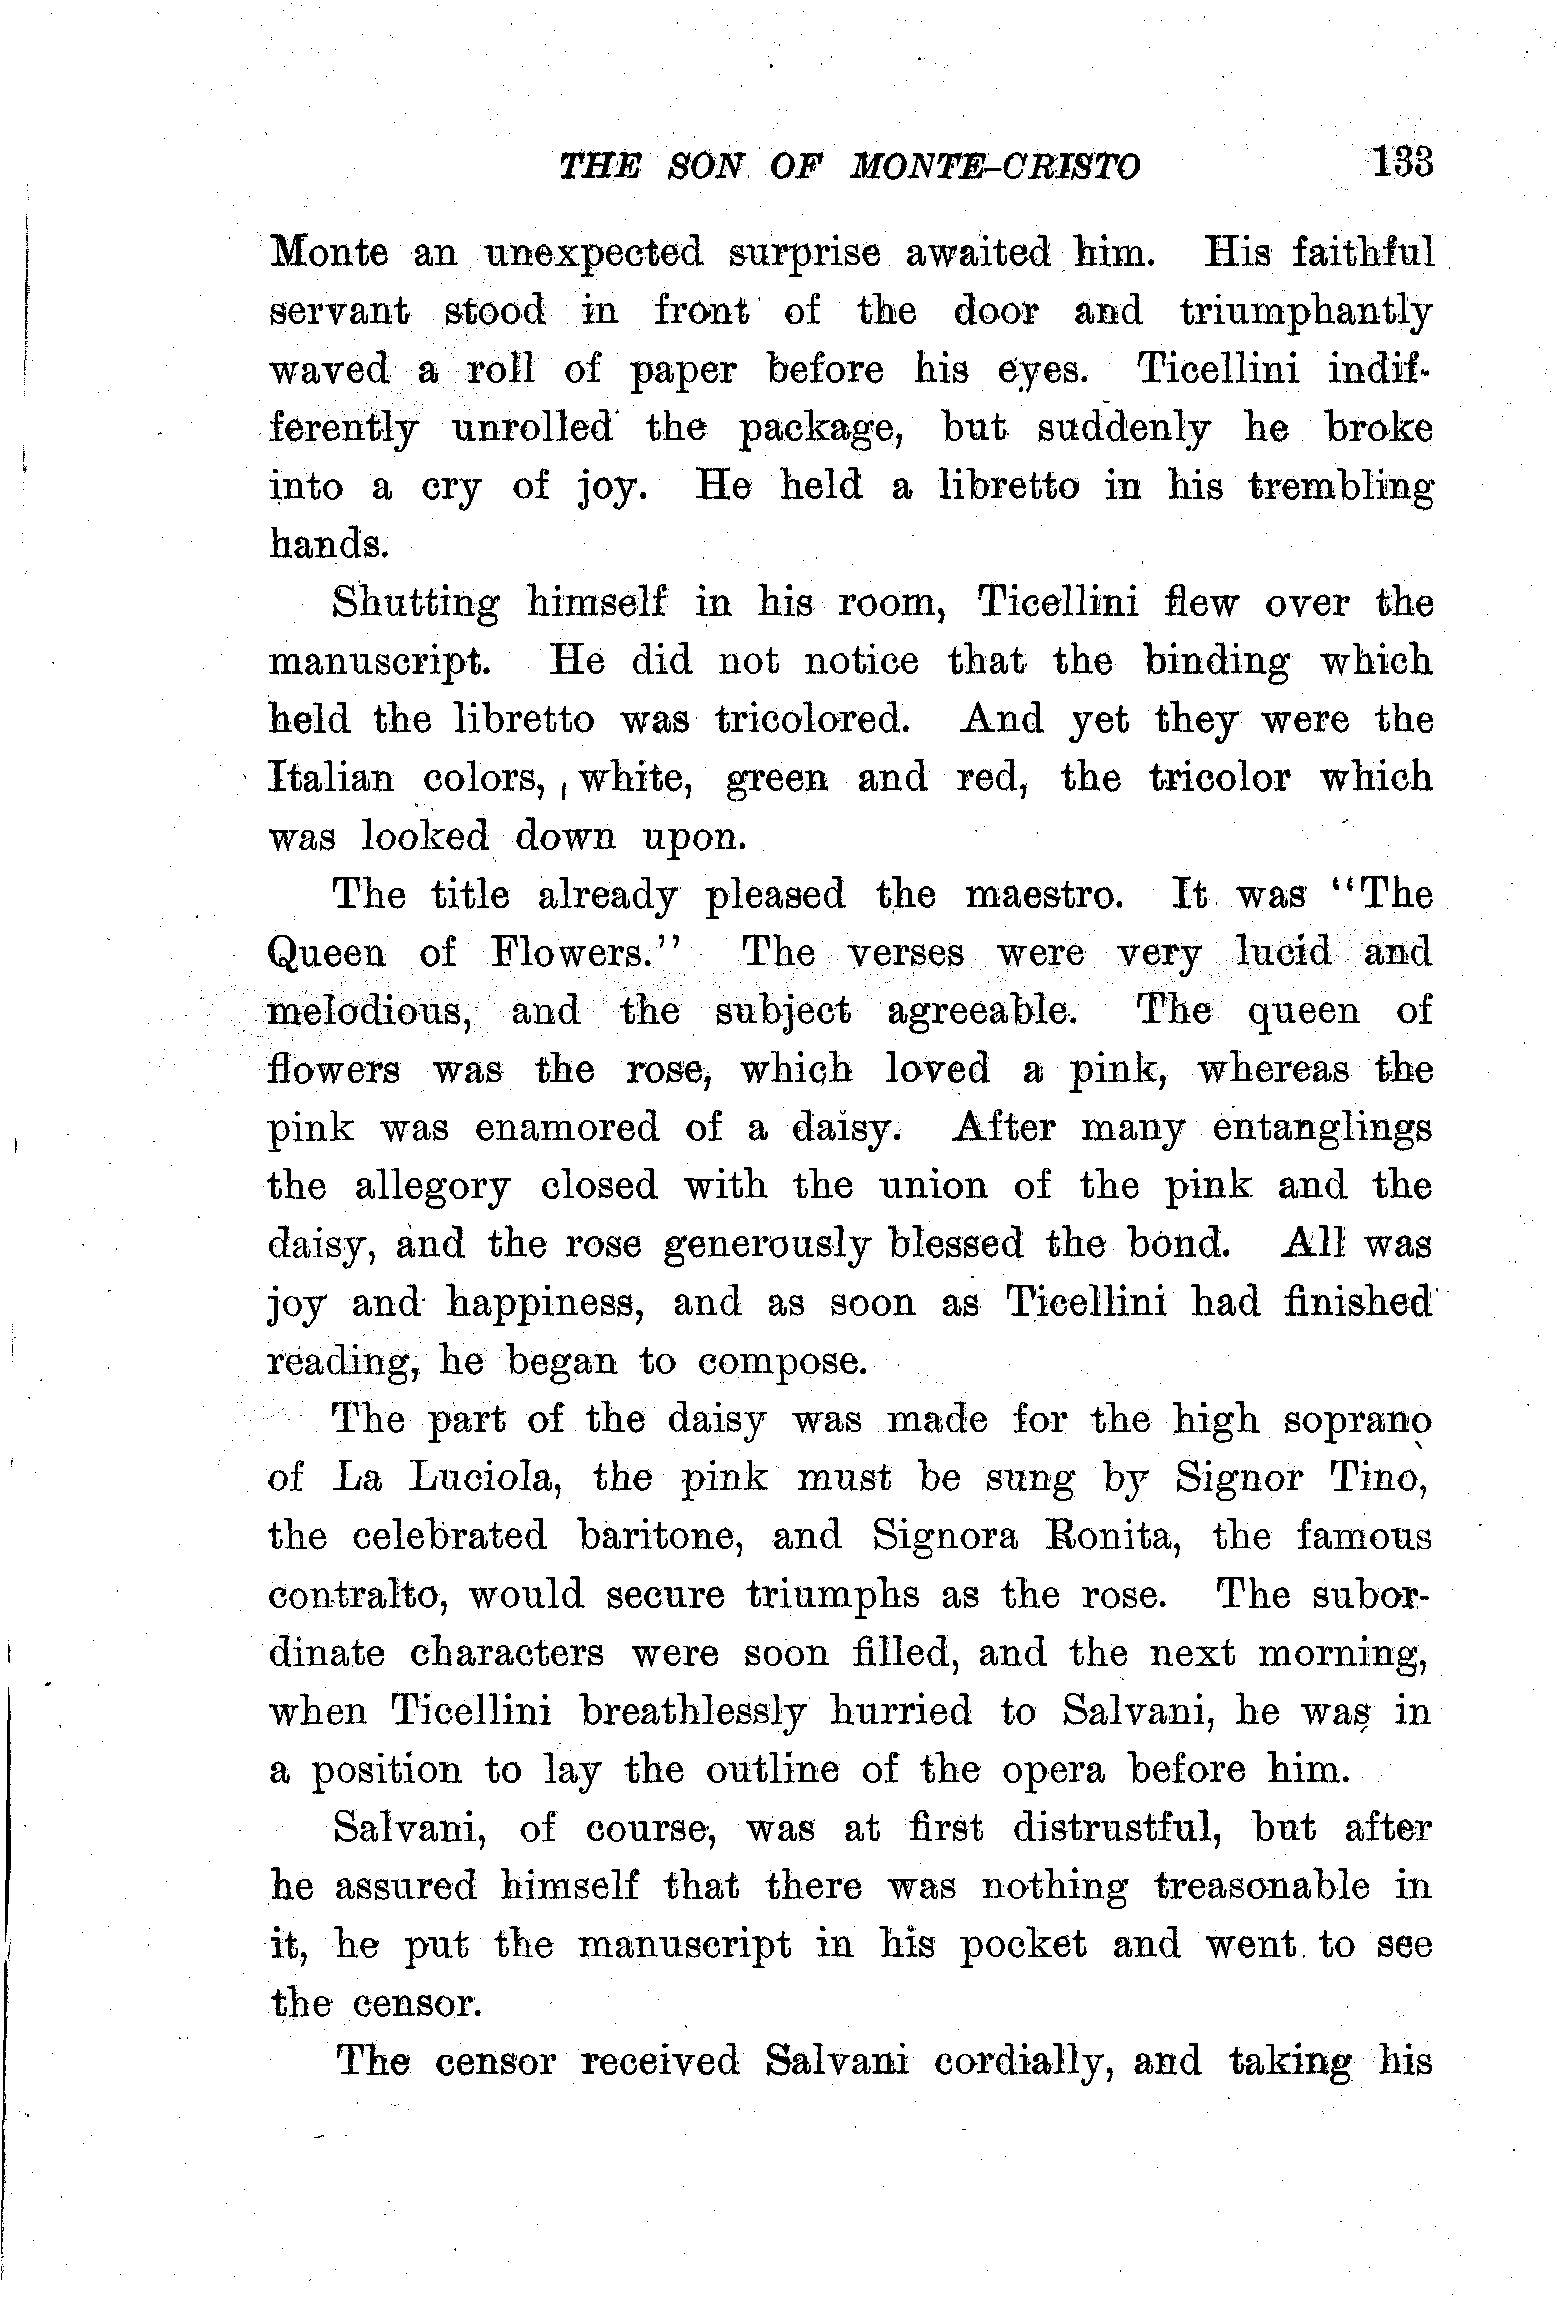 THE SON OF MONTE-CRISTO 133
Monte an unexpected surprise awaited him. His faithful
servant stood in front of the door and triumphantly
waved a roll of paper before his eyes. Ticellini indif-
ferently unrolled the package, but suddenly he broke
into a cry of joy. He held a libretto in his trembling
hands.
Shutting himself in his room, Ticellini flew over the
manuscript. He did not notice that the binding which
held the libretto was tricolored. And yet they were the
Italian colors, white, green and red, the tricolor which
was looked down upon.
The title already pleased the maestro. It was “The
Queen of Flowers.” The verses were very lucid and
melodious, and the subject agreeable. The queen of
flowers was the rose, which loved a pink, whereas the
pink was enamored of a daisy. After many entanglings
the allegory closed with the union of the pink and the
daisy, and the rose generously blessed the bond. All was
joy and happiness, and as soon as Ticellini had finished
reading, he began to compose.
The part of the daisy was made for the high soprano
of La Luciola, the pink must be sung by Signor Tino,
the celebrated baritone, and Signora Ronita, the famous
contralto, would secure triumphs as the rose. The subor-
dinate characters were soon filled, and the next morning,
when Ticellini breathlessly hurried to Salvani, he was in
a position to lay the outline of the opera before him.
Salvani, of course, was at first distrustful, but after
he assured himself that there was nothing treasonable in
it, he put the manuscript in his pocket and went to see
the censor.
The censor received Salvani cordially, and taking his